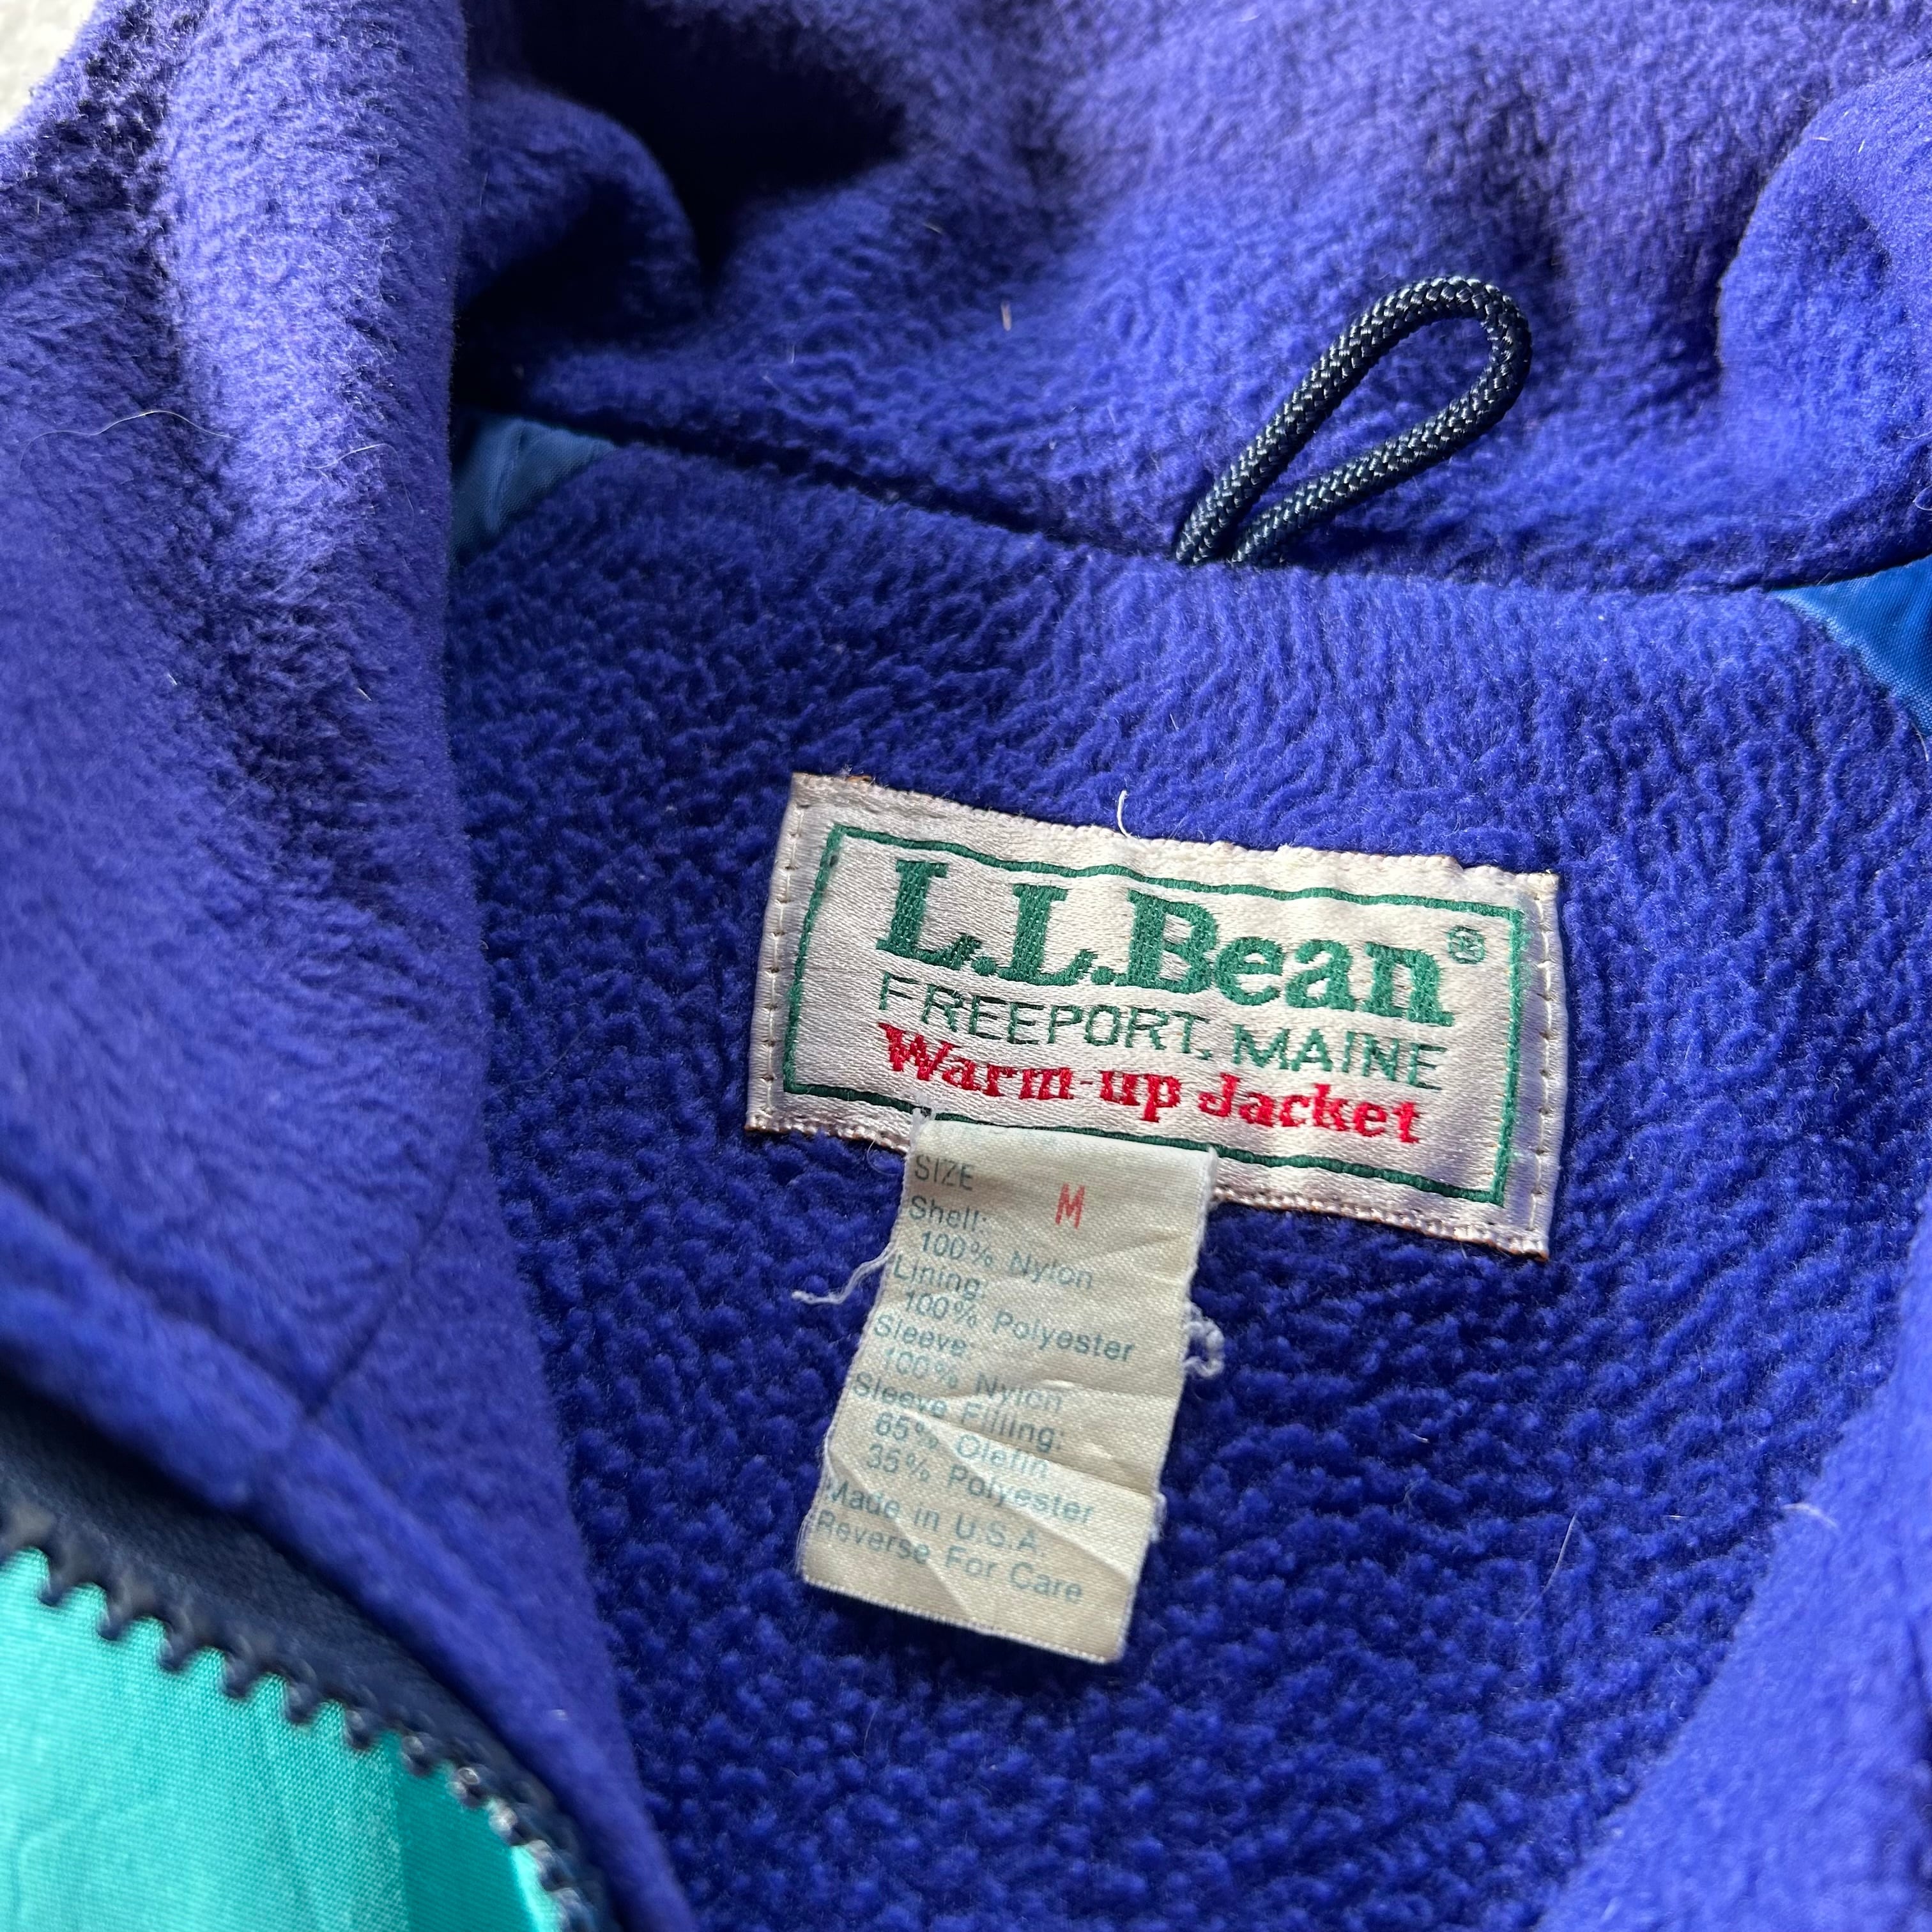 L.L.Bean®
FREEPORT, MAINE
Warm-up Jacket
SIZE M
Shell:
100% Nylon
Lining:
100% Polyester
Sleeve:
100% Nylon
Sleeve Filling:
65% Olefin
35% Polyester
Made in U.S.A.
Reverse For Care